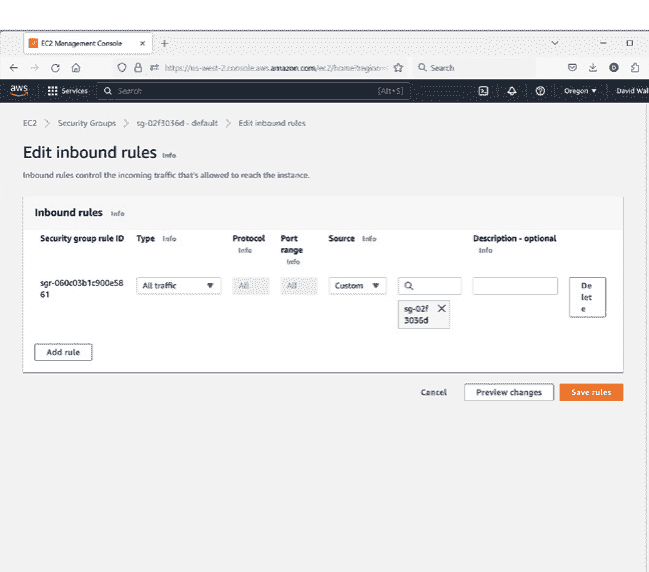 EC2 Management Console
https://us-west-2.console.aws.amazon.com/ec2/home?region=
Search
aws
Services
Search
[Alt+S]
Oregon
David Wal
EC2 > Security Groups > sg-02f3036d - default > Edit inbound rules
Edit inbound rules Info
Inbound rules control the incoming traffic that's allowed to reach the instance.
Inbound rules Info
Security group rule ID
Type Info
Protocol
Info
Port
range
Info
Source Info
Description - optional
Info
sgr-060c03b1c900e58
61
All traffic
All
All
Custom
sg-02f
3036d
De
let
e
Add rule
Cancel
Preview changes
Save rules